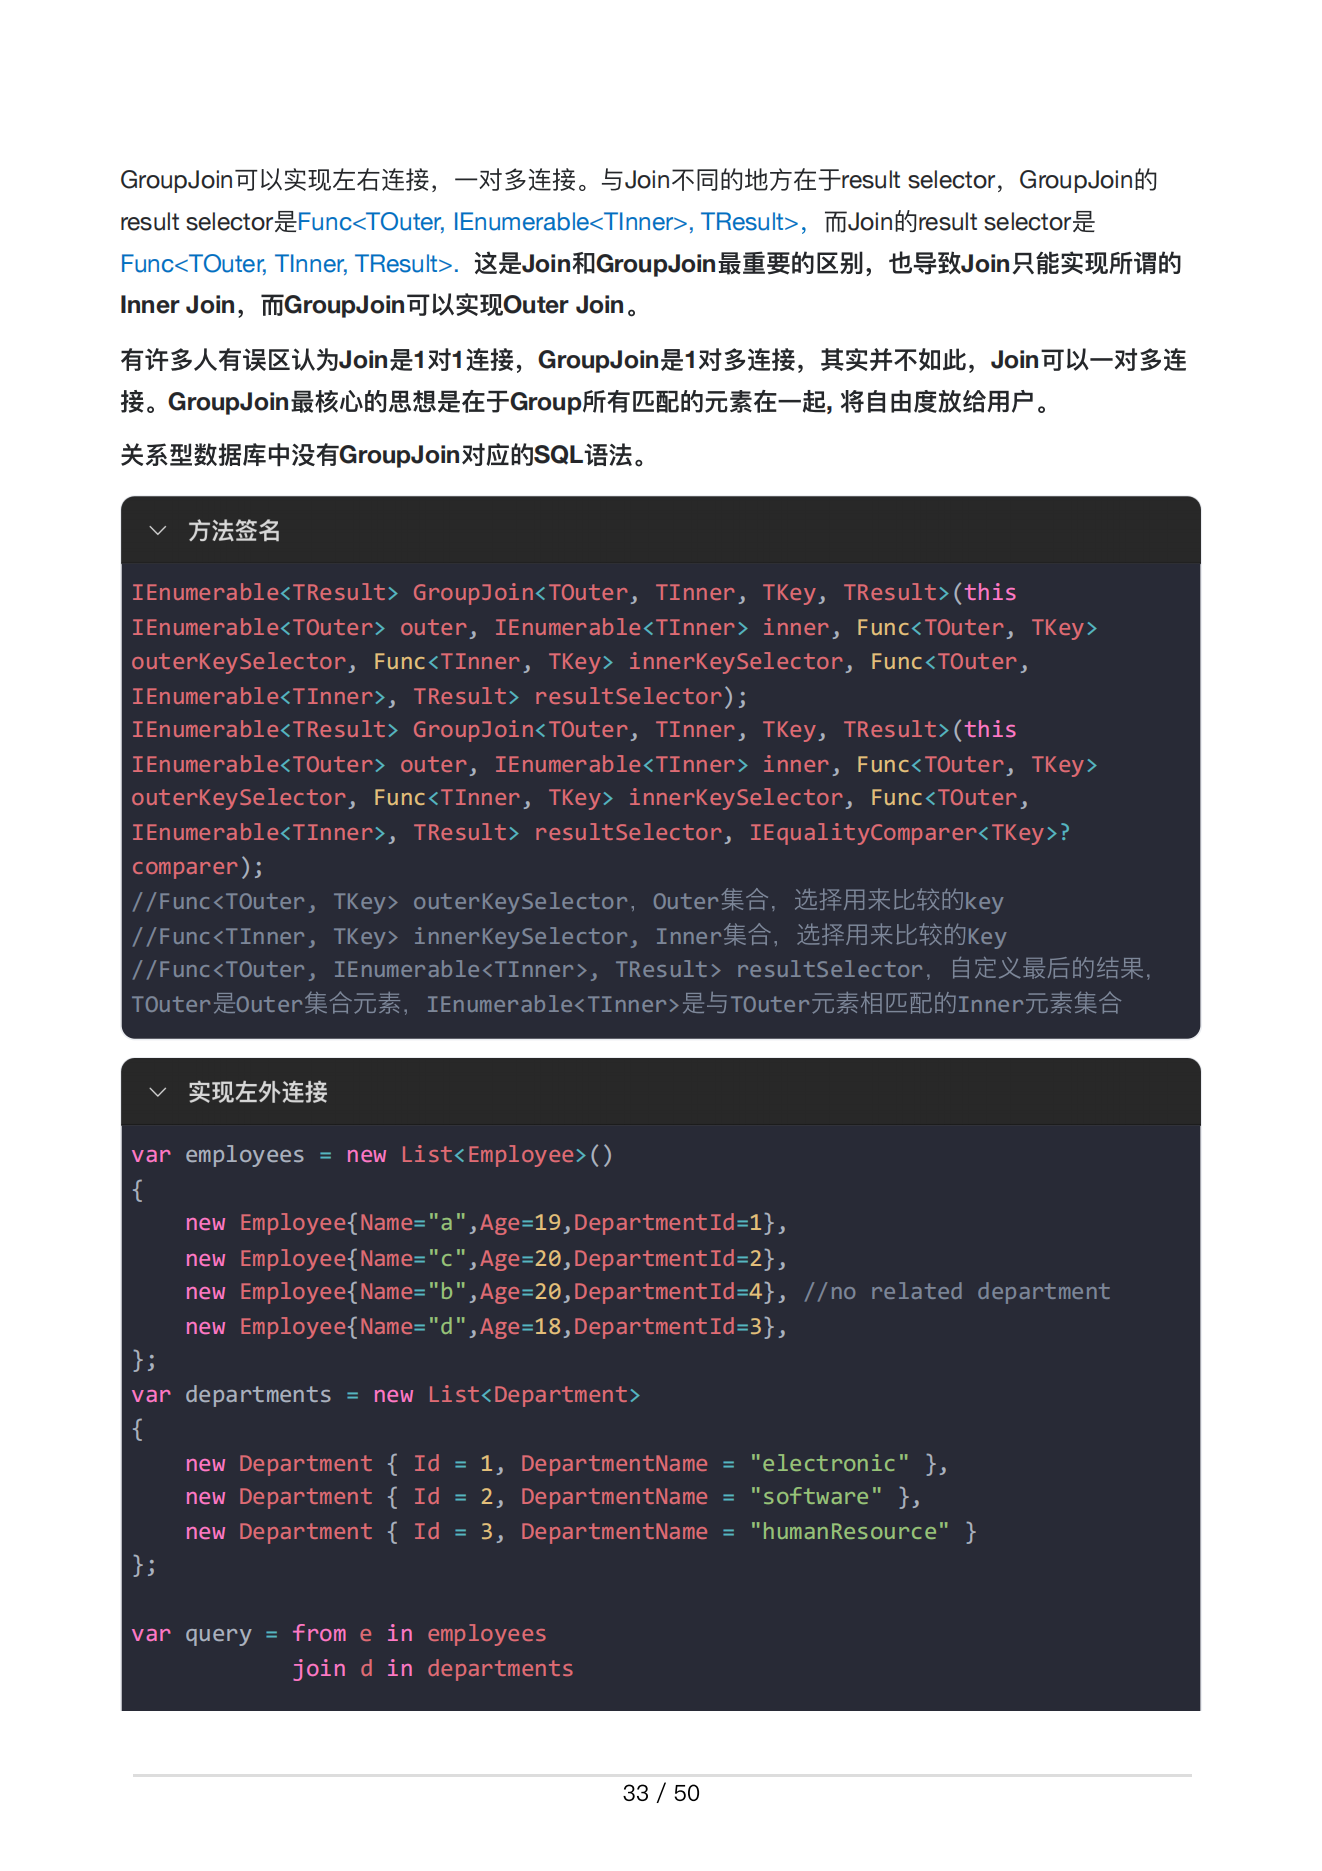 GroupJoin可以实现左右连接，一对多连接。与Join不同的地方在于result selector，GroupJoin的
result selector是Func<TOuter, IEnumerable<TInner>, TResult>，而Join的result selector是
Func<TOuter, TInner, TResult>. 这是Join和GroupJoin最重要的区别，也导致Join只能实现所谓的
Inner Join，而GroupJoin可以实现Outer Join。
有许多人有误区认为Join是1对1连接，GroupJoin是1对多连接，其实并不如此，Join可以一对多连
接。GroupJoin最核心的思想是在于Group所有匹配的元素在一起, 将自由度放给用户。
关系型数据库中没有GroupJoin对应的SQL语法。
方法签名
IEnumerable<TResult> GroupJoin<TOuter, TInner, TKey, TResult>(this
IEnumerable<TOuter> outer, IEnumerable<TInner> inner, Func<TOuter, TKey>
outerKeySelector, Func<TInner, TKey> innerKeySelector, Func<TOuter,
IEnumerable<TInner>, TResult> resultSelector);
IEnumerable<TResult> GroupJoin<TOuter, TInner, TKey, TResult>(this
IEnumerable<TOuter> outer, IEnumerable<TInner> inner, Func<TOuter, TKey>
outerKeySelector, Func<TInner, TKey> innerKeySelector, Func<TOuter,
IEnumerable<TInner>, TResult> resultSelector, IEqualityComparer<TKey>?
comparer);
//Func<TOuter, TKey> outerKeySelector，Outer集合，选择用来比较的key
//Func<TInner, TKey> innerKeySelector, Inner集合，选择用来比较的Key
//Func<TOuter, IEnumerable<TInner>, TResult> resultSelector，自定义最后的结果，
TOuter是Outer集合元素，IEnumerable<TInner>是与TOuter元素相匹配的Inner元素集合
实现左外连接
var employees = new List<Employee>()
{
    new Employee{Name="a",Age=19,DepartmentId=1},
    new Employee{Name="c",Age=20,DepartmentId=2},
    new Employee{Name="b",Age=20,DepartmentId=4}, //no related department
    new Employee{Name="d",Age=18,DepartmentId=3},
};
var departments = new List<Department>
{
    new Department { Id = 1, DepartmentName = "electronic" },
    new Department { Id = 2, DepartmentName = "software" },
    new Department { Id = 3, DepartmentName = "humanResource" }
};
var query = from e in employees
            join d in departments
33 / 50